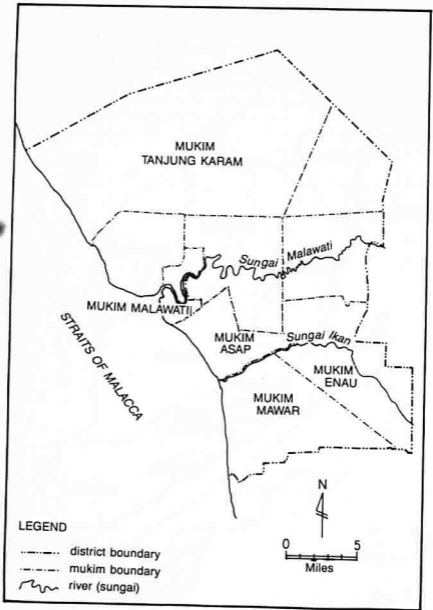 MUKIM
TANJUNG KARAM
Sungai Malawati
MUKIM MALAWATI
STRAITS OF MALACCA
MUKIM
ASAP
Sungai Ikan
MUKIM
ENAU
MUKIM
MAWAR
N
LEGEND
district boundary
mukim boundary
river (sungai)
0 5
Miles